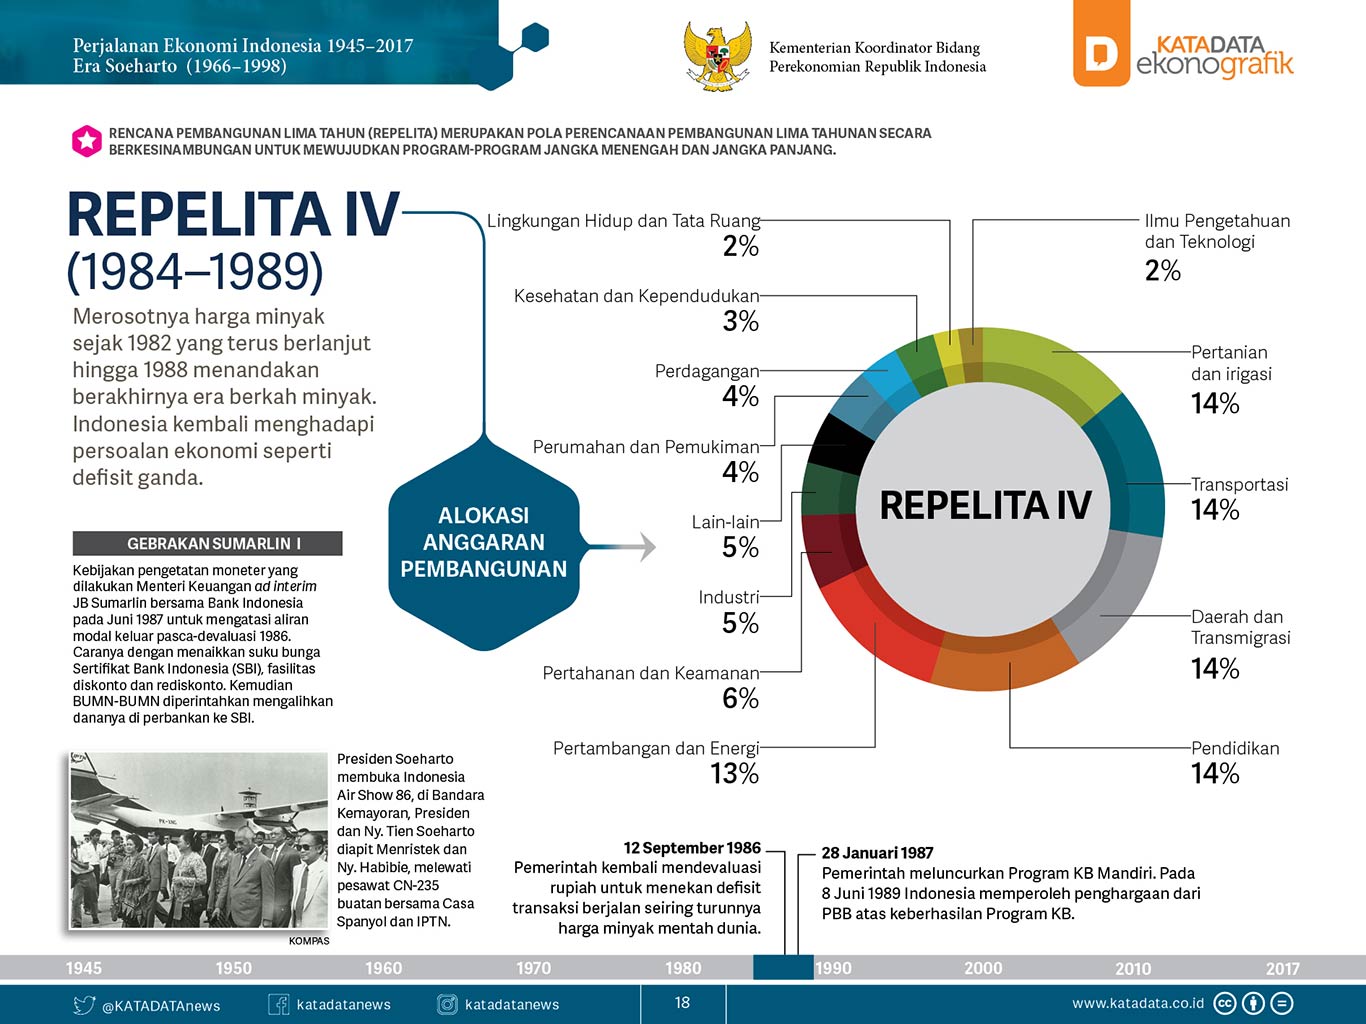 Perjalanan Ekonomi Indonesia 1945–2017
Era Soeharto (1966–1998)
Kementerian Koordinator Bidang
Perekonomian Republik Indonesia
D
KATADATA
ekonografik
RENCANA PEMBANGUNAN LIMA TAHUN (REPELITA) MERUPAKAN POLA PERENCANAAN PEMBANGUNAN LIMA TAHUNAN SECARA
BERKESINAMBUNGAN UNTUK MEWUJUDKAN PROGRAM-PROGRAM JANGKA MENENGAH DAN JANGKA PANJANG.
REPELITA IV
(1984–1989)
Merosotnya harga minyak
sejak 1982 yang terus berlanjut
hingga 1988 menandakan
berakhirnya era berkah minyak.
Indonesia kembali menghadapi
persoalan ekonomi seperti
defisit ganda.
GEBRAKAN SUMARLIN I
Kebijakan pengetatan moneter yang
dilakukan Menteri Keuangan ad interim
JB Sumarlin bersama Bank Indonesia
pada Juni 1987 untuk mengatasi aliran
modal keluar pasca-devaluasi 1986.
Caranya dengan menaikkan suku bunga
Sertifikat Bank Indonesia (SBI), fasilitas
diskonto dan rediskonto. Kemudian
BUMN-BUMN diperintahkan mengalihkan
dananya di perbankan ke SBI.
ALOKASI
ANGGARAN
PEMBANGUNAN
Lingkungan Hidup dan Tata Ruang
2%
Kesehatan dan Kependudukan
3%
Perdagangan
4%
Perumahan dan Pemukiman
4%
Lain-lain
5%
Industri
5%
Pertahanan dan Keamanan
6%
Pertambangan dan Energi
13%
REPELITA IV
Ilmu Pengetahuan
dan Teknologi
2%
Pertanian
dan irigasi
14%
Transportasi
14%
Daerah dan
Transmigrasi
14%
Pendidikan
14%
PK-XNC
KOMPAS
Presiden Soeharto
membuka Indonesia
Air Show 86, di Bandara
Kemayoran, Presiden
dan Ny. Tien Soeharto
diapit Menristek dan
Ny. Habibie, melewati
pesawat CN-235
buatan bersama Casa
Spanyol dan IPTN.
12 September 1986
Pemerintah kembali mendevaluasi
rupiah untuk menekan defisit
transaksi berjalan seiring turunnya
harga minyak mentah dunia.
28 Januari 1987
Pemerintah meluncurkan Program KB Mandiri. Pada
8 Juni 1989 Indonesia memperoleh penghargaan dari
PBB atas keberhasilan Program KB.
1945 1950 1960 1970 1980 1990 2000 2010 2017
@KATADATAnews katadatanews katadatanews 18 www.katadata.co.id cc